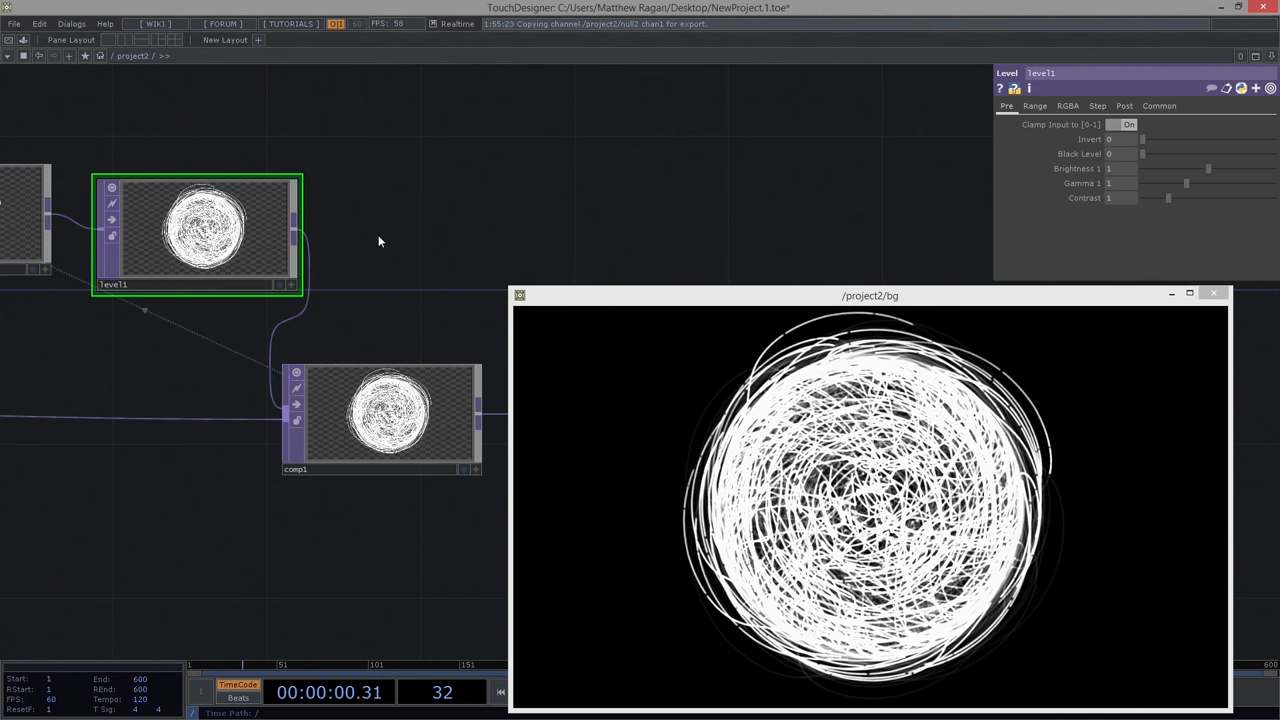 TouchDesigner: C:/Users/Matthew Ragan/Desktop/NewProject.1.toe*
File Edit Dialogs Help [ WIKI ] [ FORUM ] [ TUTORIALS ] O|I 60 FPS: 58 Realtime 1:55:23 Copying channel /project2/null2 chan1 for export.
Pane Layout New Layout +
/ project2 / >> 0
Level level1
? i
Pre Range RGBA Step Post Common
Clamp Input to [0-1] On
Invert 0
Black Level 0
Brightness 1 1
Gamma 1 1
Contrast 1
level1
/project2/bg
comp1
1 51 101 151 600
Start: 1 End: 600
RStart: 1 REnd: 600
FPS: 60 Tempo: 120
ResetF: 1 T Sig: 4 4
TimeCode
Beats
00:00:00.31
32
/ Time Path: /